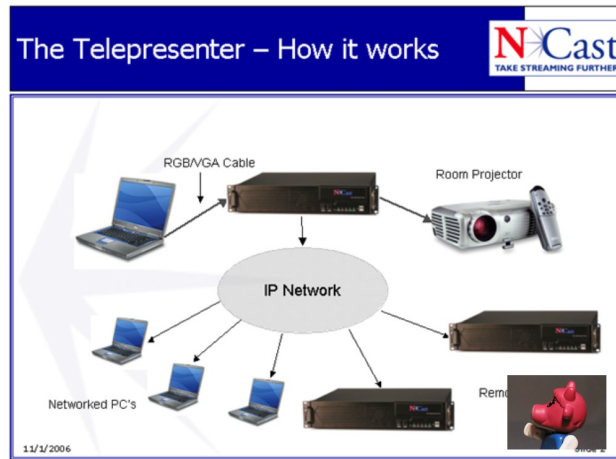 The Telepresenter – How it works
N Cast
TAKE STREAMING FURTHER
RGB/VGA Cable
Room Projector
IP Network
Networked PC's
11/1/2006